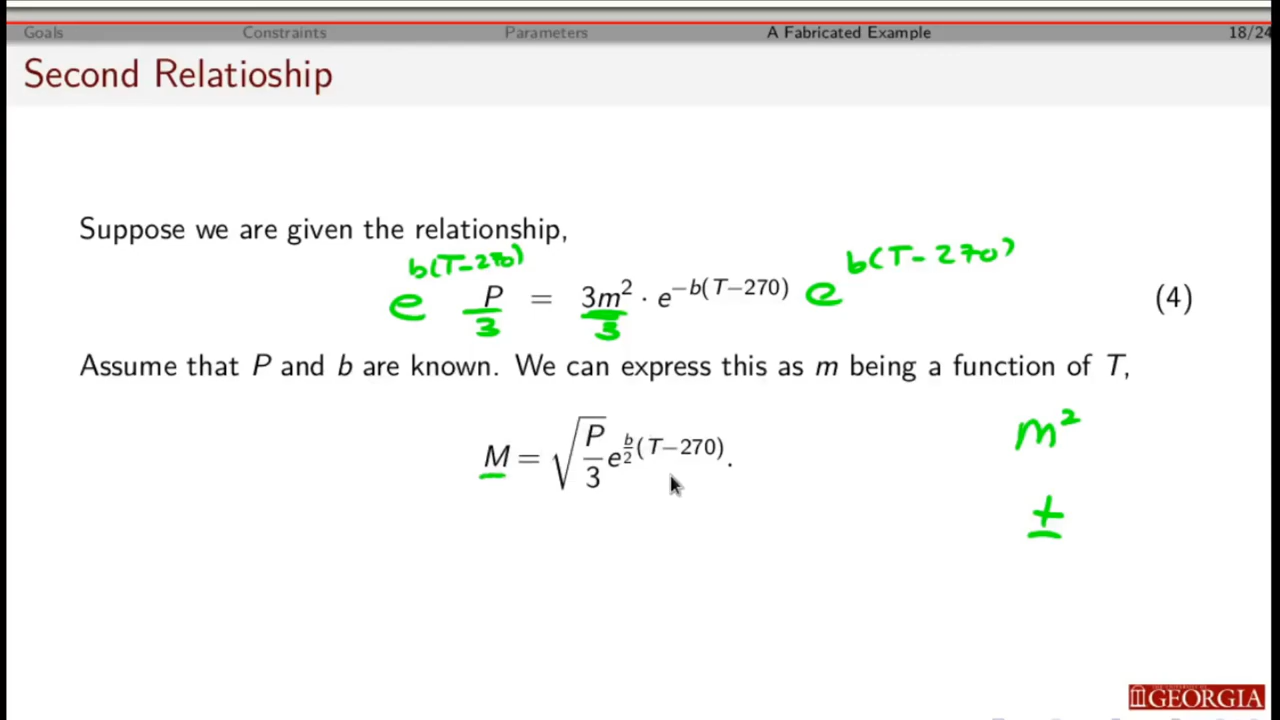 Goals Constraints Parameters A Fabricated Example 18/24
Second Relatioship
Suppose we are given the relationship,
b(T-270) b(T-270)
e P/3 = 3m²/3 · e^{−b(T−270)} e (4)
Assume that P and b are known. We can express this as m being a function of T,
m²
M = √(P/3) e^{b/2(T−270)}.
±
GEORGIA